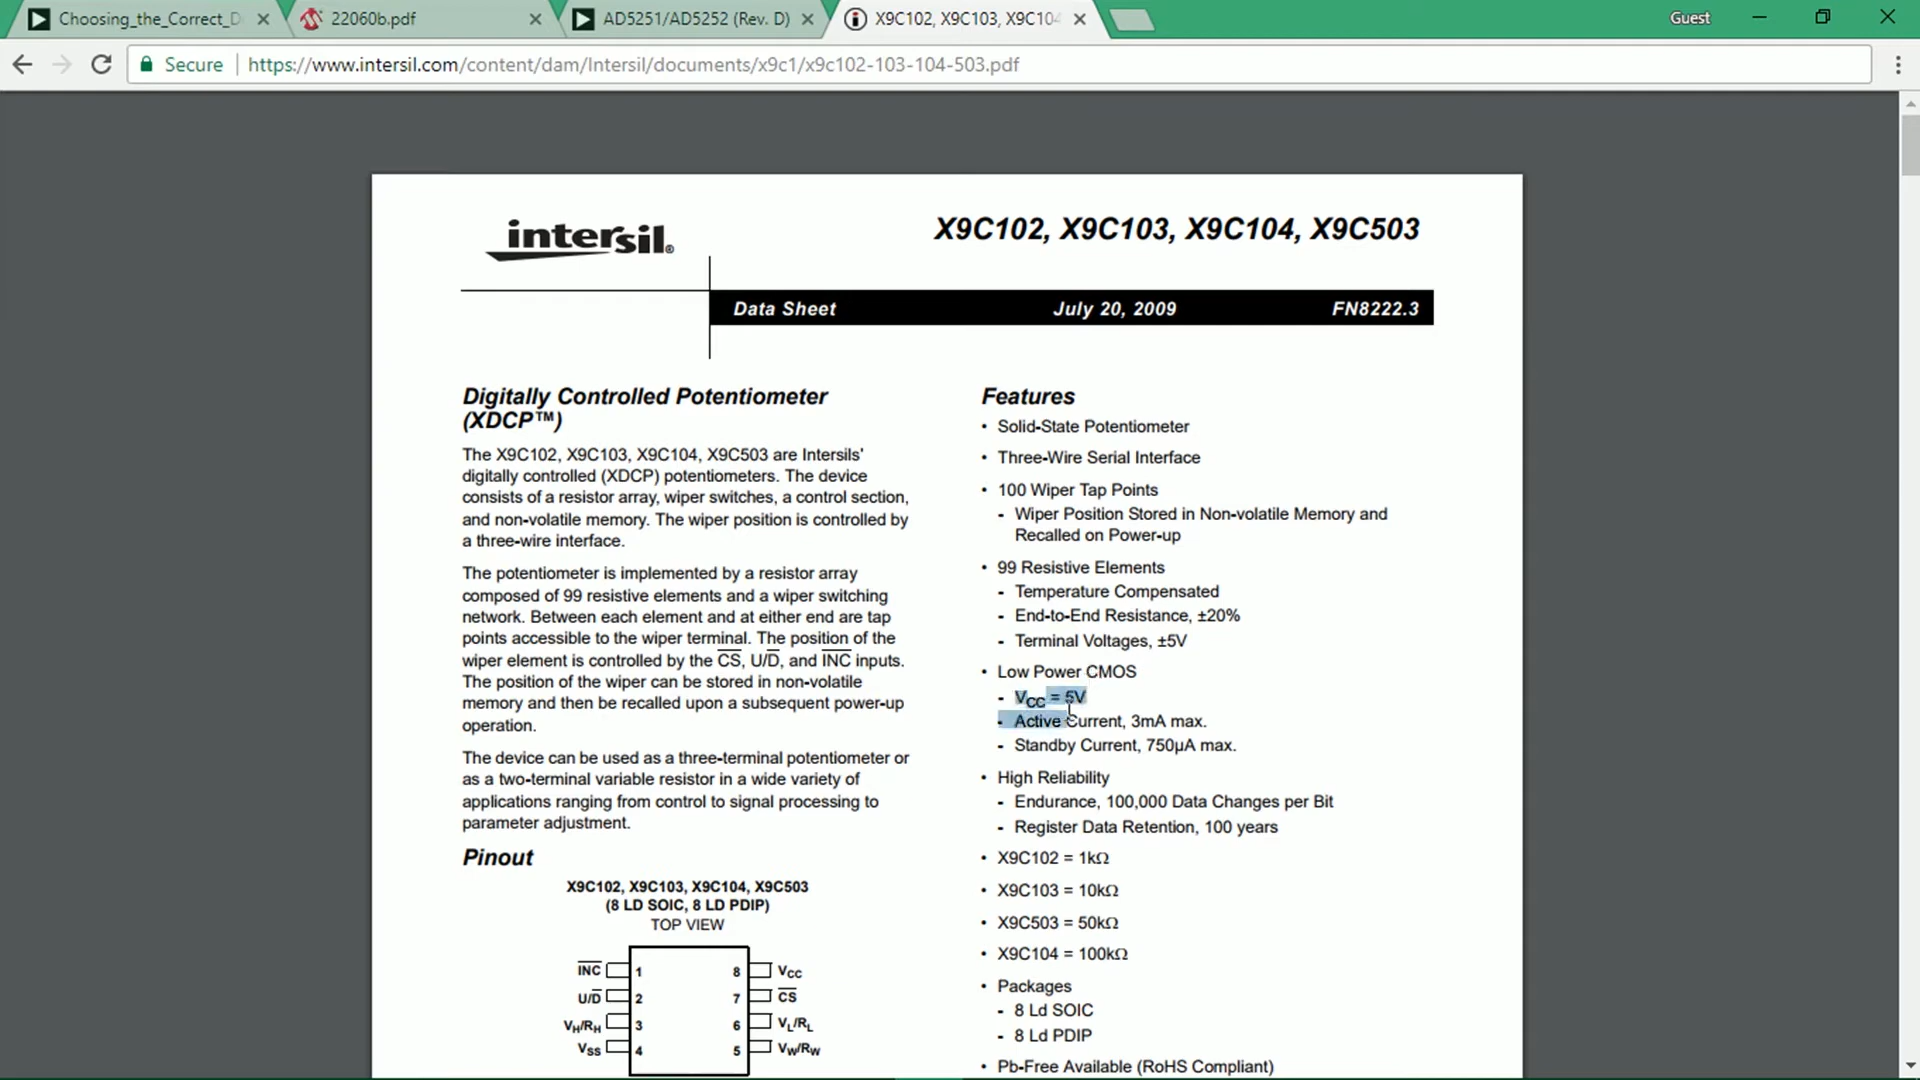 Choosing_the_Correct_D
22060b.pdf
AD5251/AD5252 (Rev. D)
X9C102, X9C103, X9C104
Guest
Secure
https://www.intersil.com/content/dam/Intersil/documents/x9c1/x9c102-103-104-503.pdf
intersil®
X9C102, X9C103, X9C104, X9C503
Data Sheet July 20, 2009 FN8222.3
Digitally Controlled Potentiometer
(XDCP™)
The X9C102, X9C103, X9C104, X9C503 are Intersils'
digitally controlled (XDCP) potentiometers. The device
consists of a resistor array, wiper switches, a control section,
and non-volatile memory. The wiper position is controlled by
a three-wire interface.
The potentiometer is implemented by a resistor array
composed of 99 resistive elements and a wiper switching
network. Between each element and at either end are tap
points accessible to the wiper terminal. The position of the
wiper element is controlled by the CS, U/D, and INC inputs.
The position of the wiper can be stored in non-volatile
memory and then be recalled upon a subsequent power-up
operation.
The device can be used as a three-terminal potentiometer or
as a two-terminal variable resistor in a wide variety of
applications ranging from control to signal processing to
parameter adjustment.
Pinout
X9C102, X9C103, X9C104, X9C503
(8 LD SOIC, 8 LD PDIP)
TOP VIEW
INC 1 8 VCC
U/D 2 7 CS
VH/RH 3 6 VL/RL
VSS 4 5 VW/RW
Features
• Solid-State Potentiometer
• Three-Wire Serial Interface
• 100 Wiper Tap Points
- Wiper Position Stored in Non-volatile Memory and
Recalled on Power-up
• 99 Resistive Elements
- Temperature Compensated
- End-to-End Resistance, ±20%
- Terminal Voltages, ±5V
• Low Power CMOS
- VCC = 5V
- Active Current, 3mA max.
- Standby Current, 750µA max.
• High Reliability
- Endurance, 100,000 Data Changes per Bit
- Register Data Retention, 100 years
• X9C102 = 1kΩ
• X9C103 = 10kΩ
• X9C503 = 50kΩ
• X9C104 = 100kΩ
• Packages
- 8 Ld SOIC
- 8 Ld PDIP
• Pb-Free Available (RoHS Compliant)